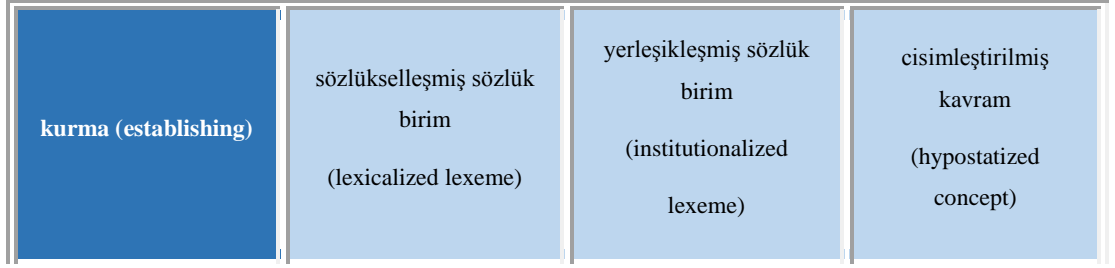 kurma (establishing)
sözlükselleşmiş sözlük
birim
(lexicalized lexeme)
yerleşikleşmiş sözlük
birim
(institutionalized
lexeme)
cisimleştirilmiş
kavram
(hypostatized
concept)